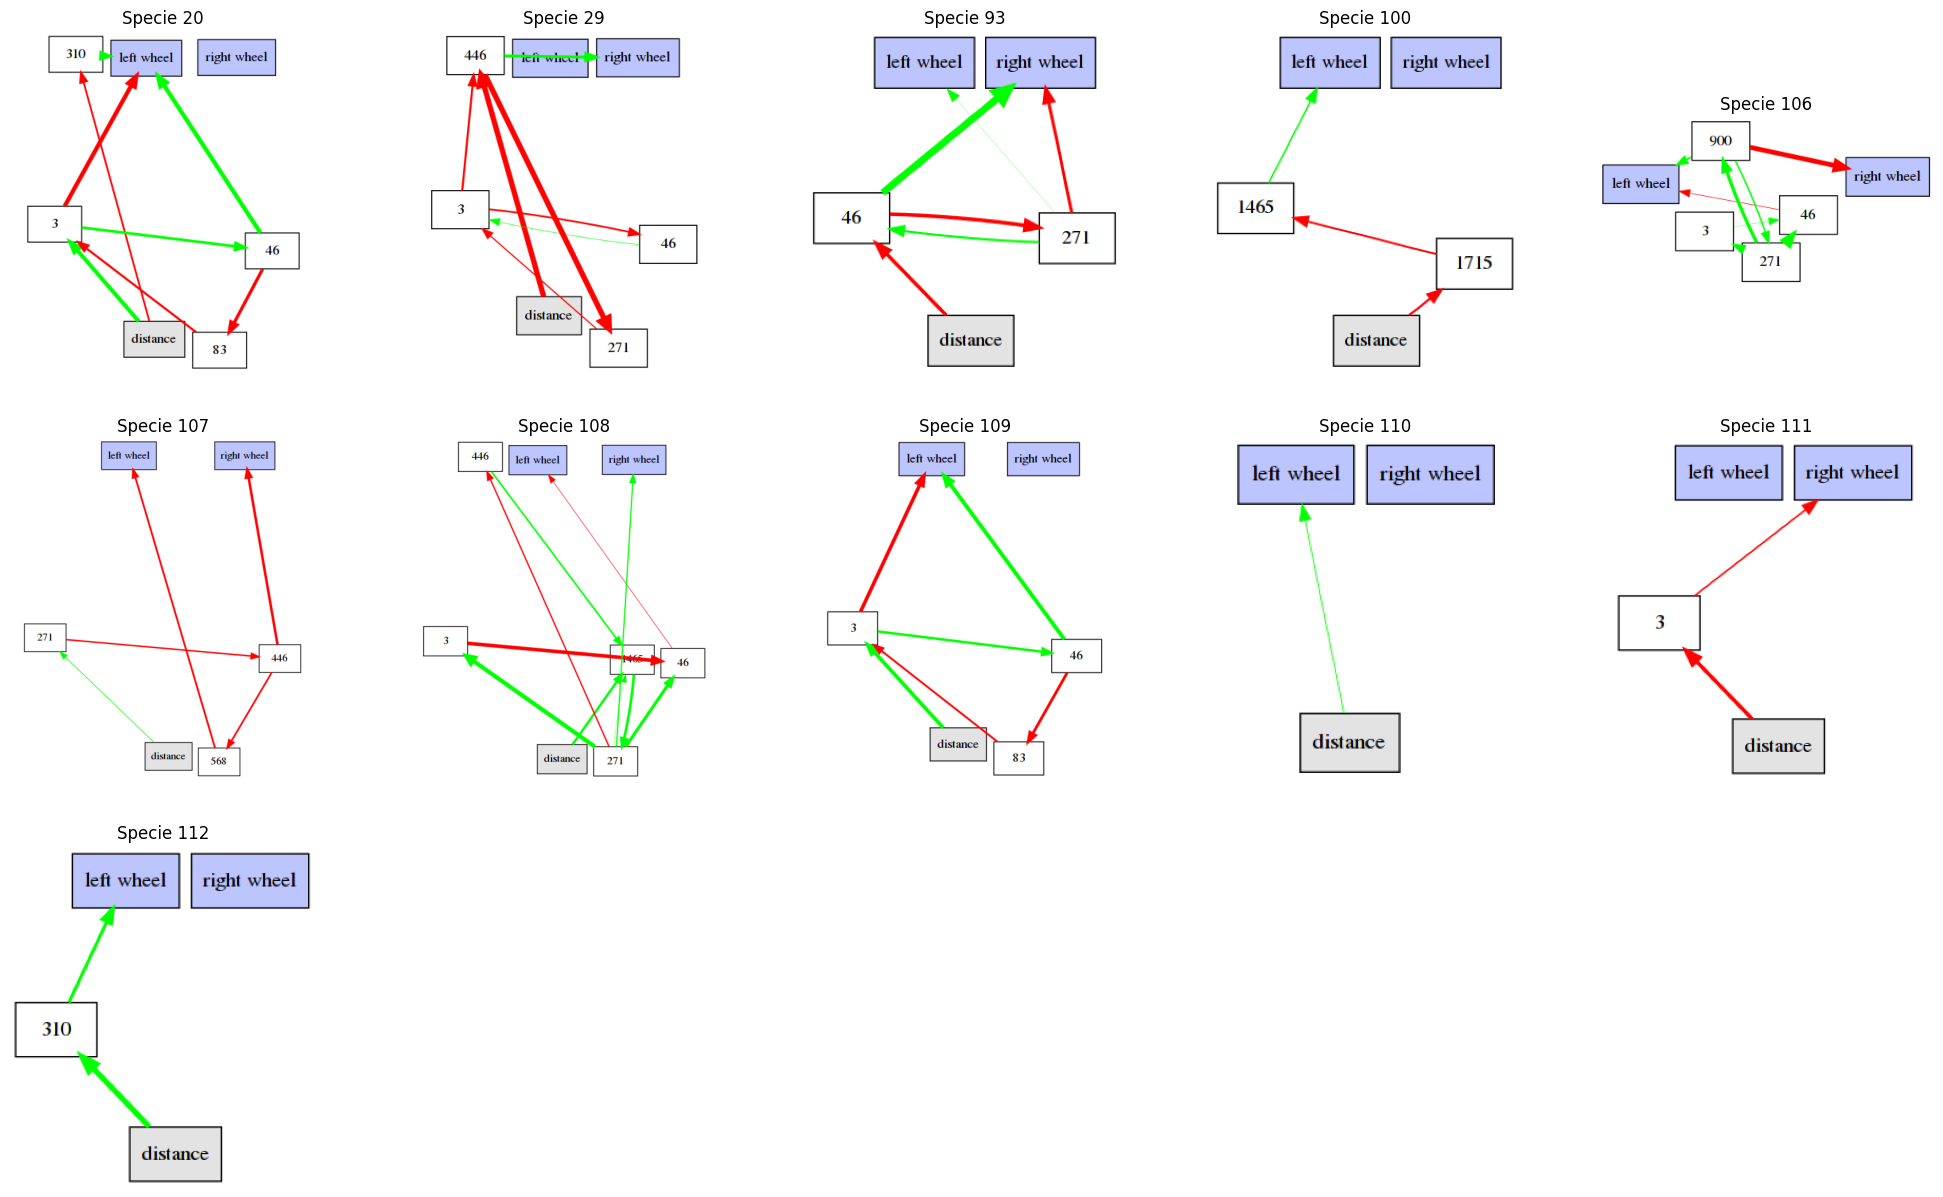 Specie 20
310
left wheel
right wheel
3
46
distance
83
Specie 29
446
left wheel
right wheel
3
46
distance
271
Specie 93
left wheel
right wheel
46
271
distance
Specie 100
left wheel
right wheel
1465
1715
distance
Specie 106
900
left wheel
right wheel
46
3
271
Specie 107
left wheel
right wheel
271
446
distance
568
Specie 108
446
left wheel
right wheel
3
1465
46
distance
271
Specie 109
left wheel
right wheel
3
46
distance
83
Specie 110
left wheel
right wheel
distance
Specie 111
left wheel
right wheel
3
distance
Specie 112
left wheel
right wheel
310
distance